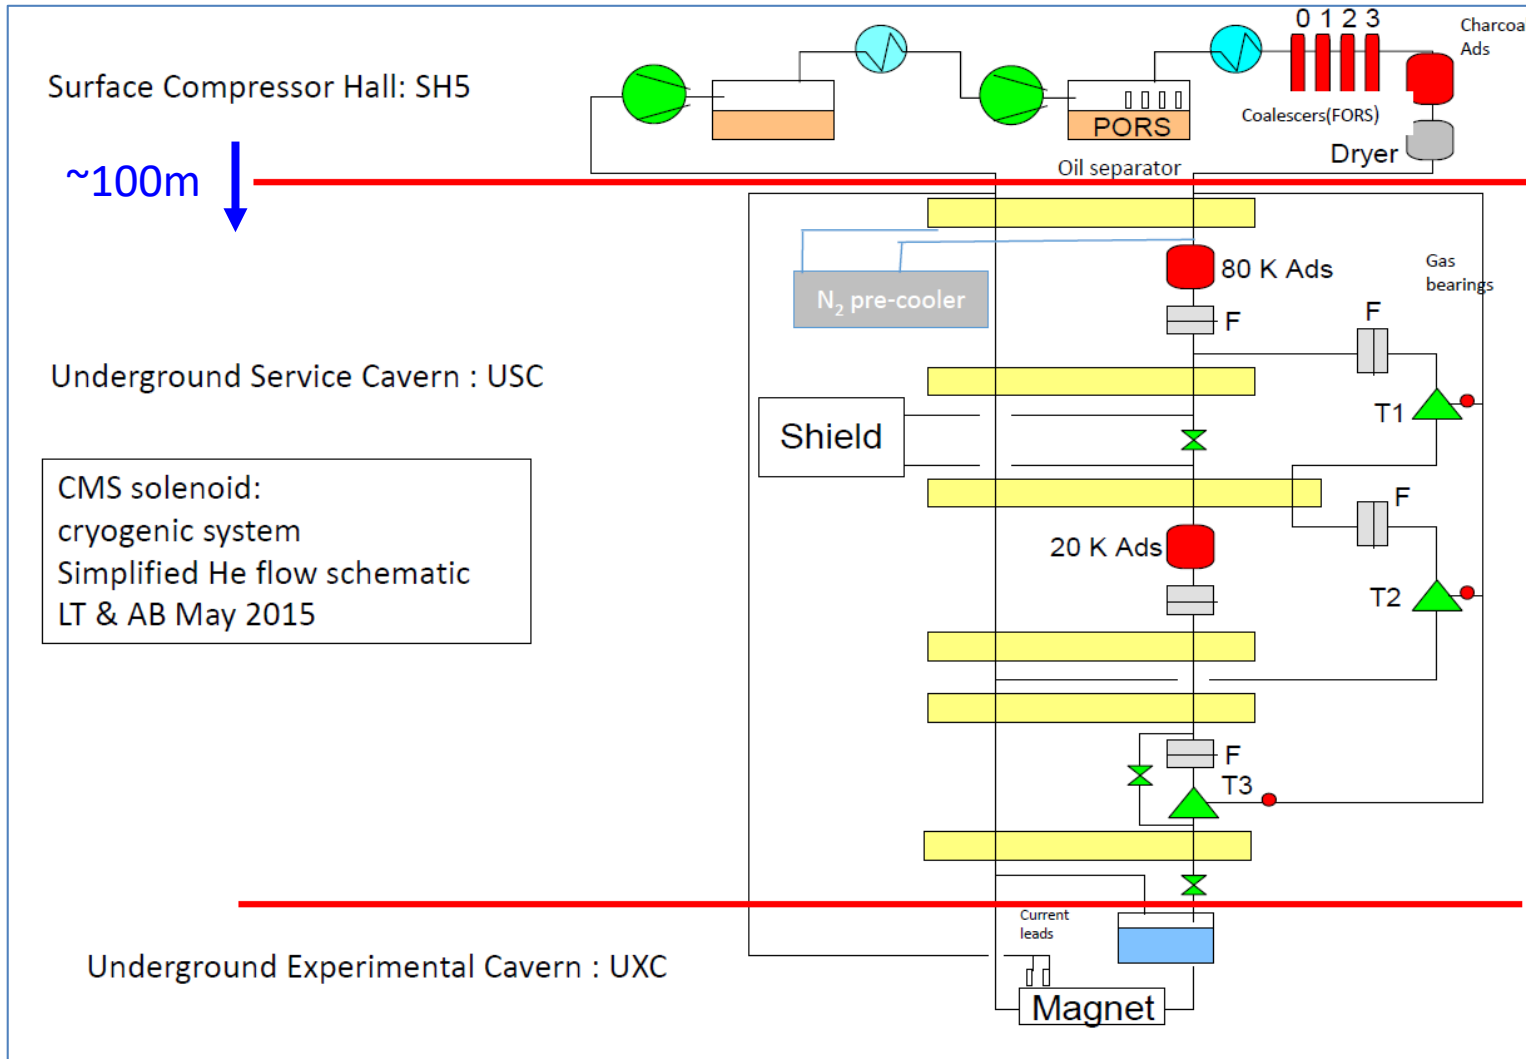 0 1 2 3
Charcoa
Ads
Surface Compressor Hall: SH5
Coalescers(FORS)
PORS
Dryer
Oil separator
~100m
80 K Ads
Gas
bearings
N₂ pre-cooler
F
F
Underground Service Cavern : USC
T1
Shield
CMS solenoid:
cryogenic system
Simplified He flow schematic
LT & AB May 2015
F
20 K Ads
T2
F
T3
Current
leads
Underground Experimental Cavern : UXC
Magnet